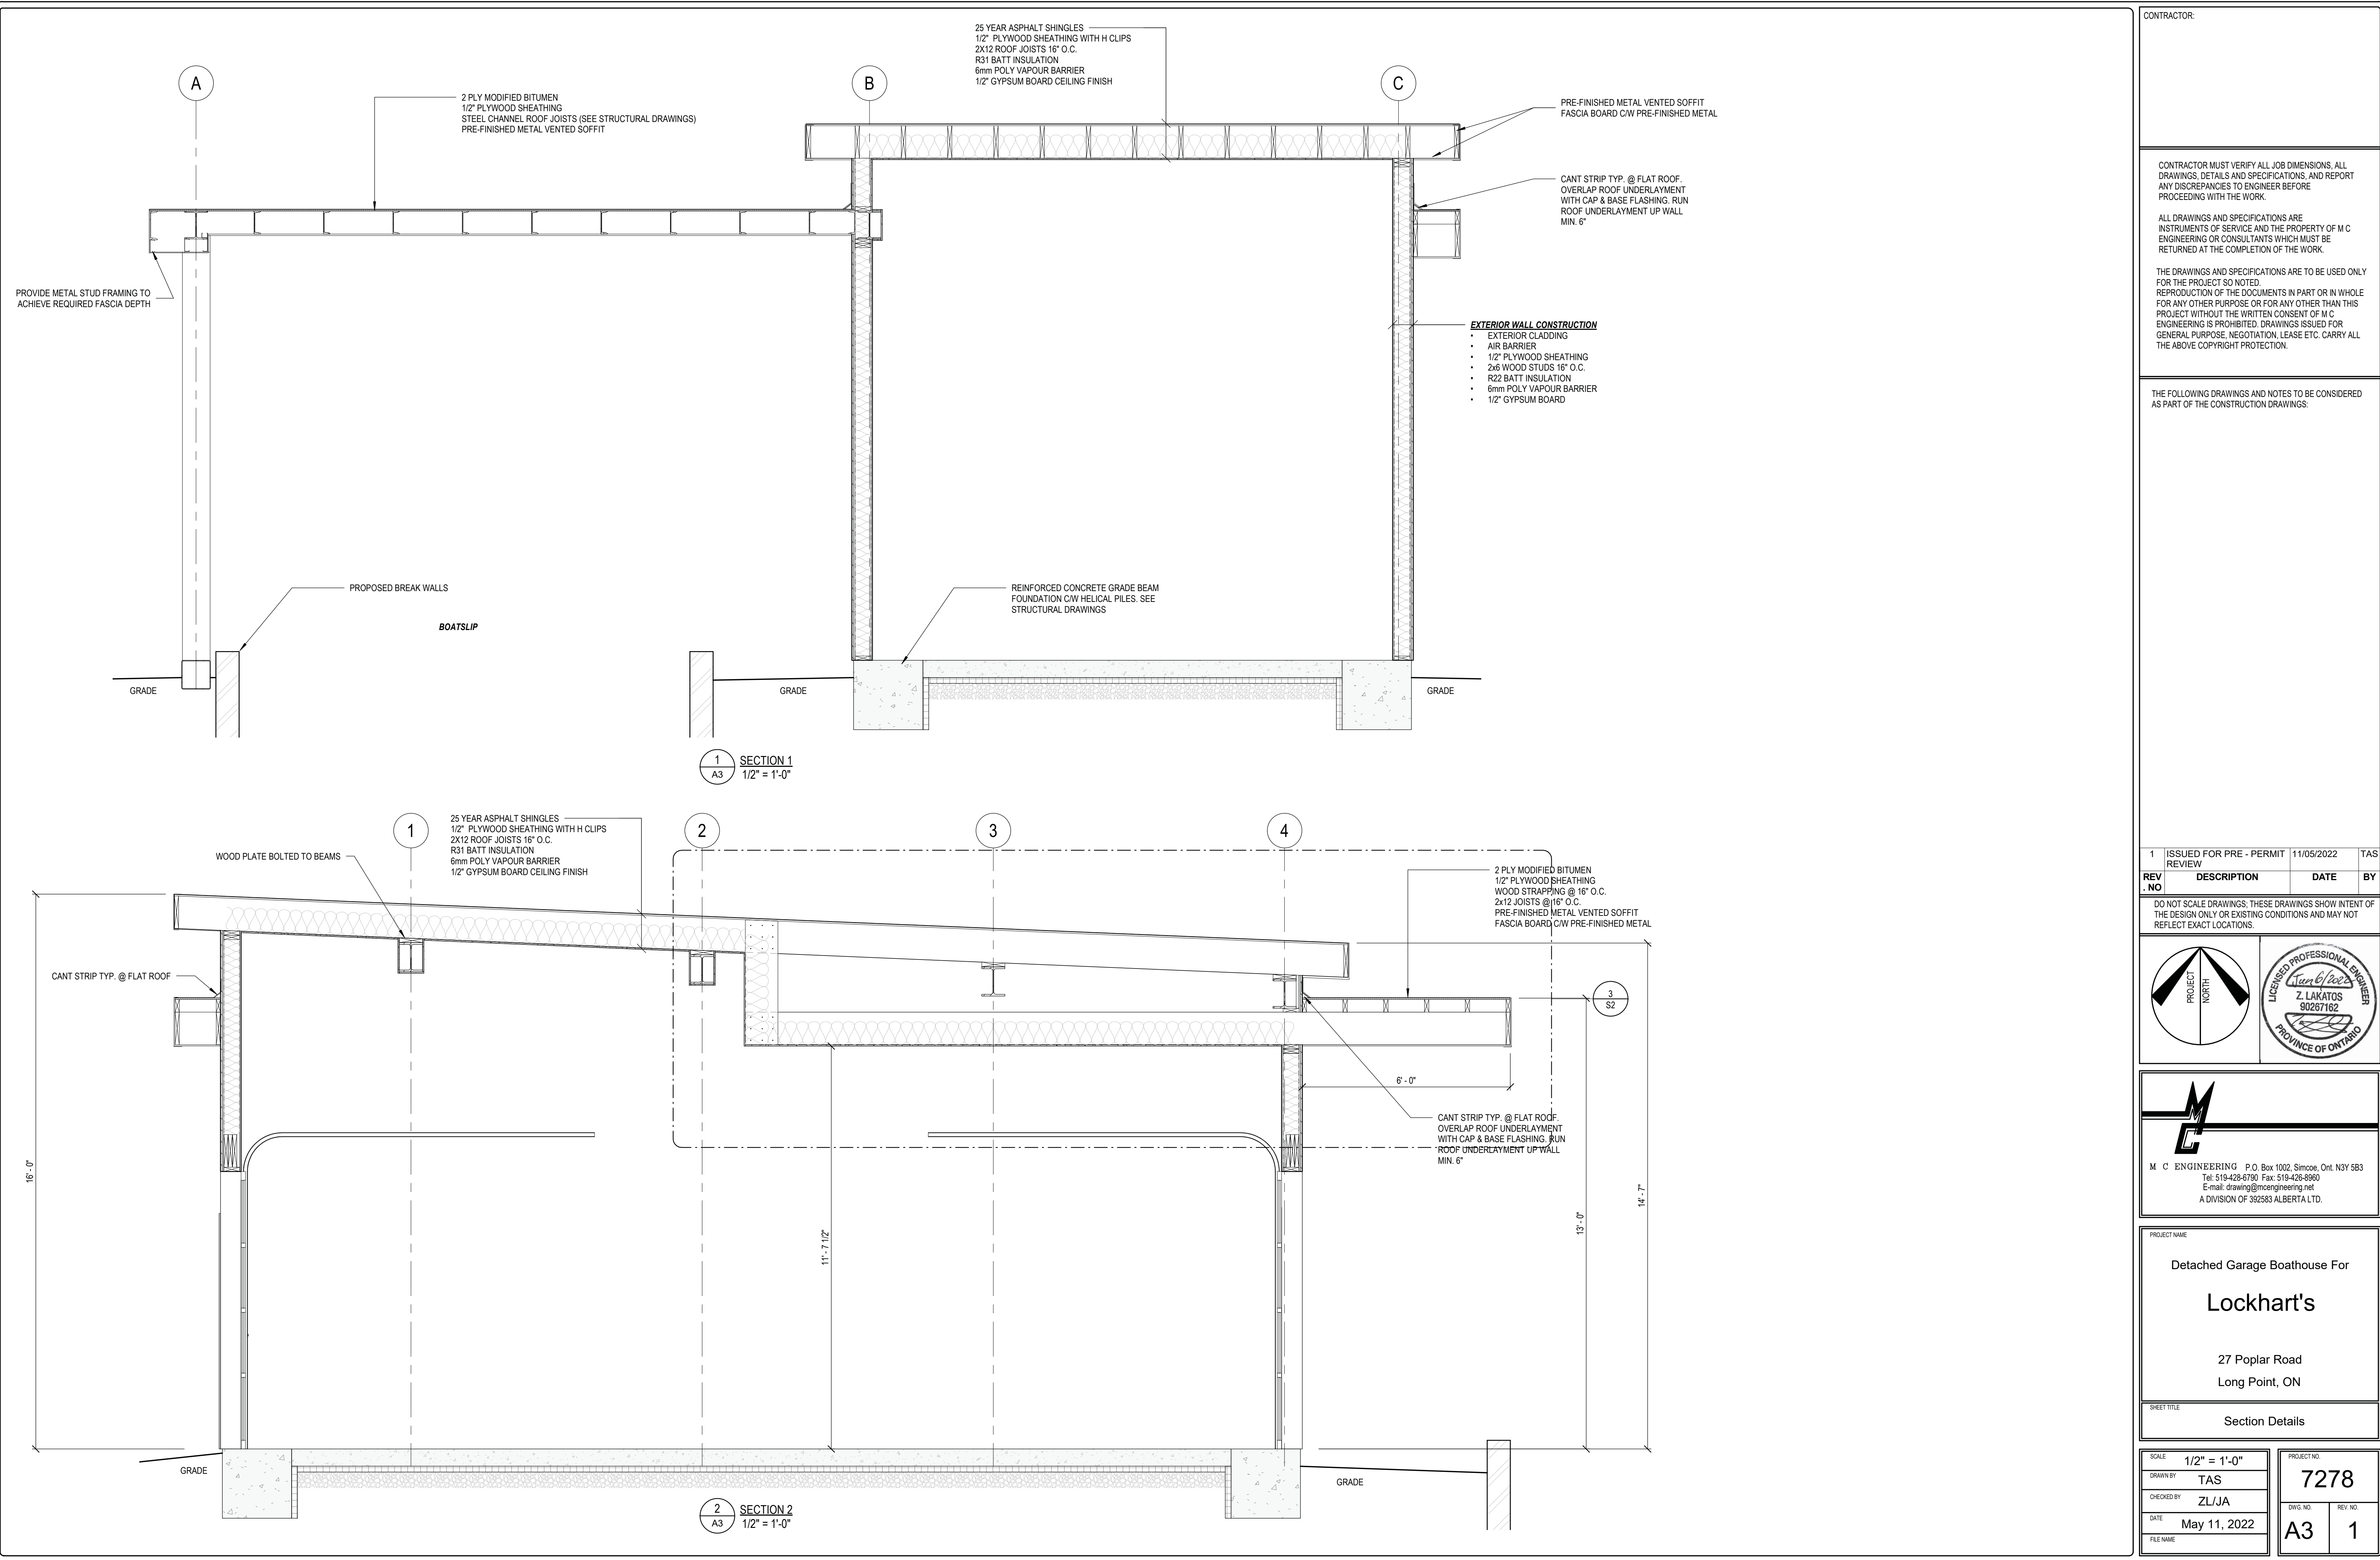 A
B
C
25 YEAR ASPHALT SHINGLES
1/2" PLYWOOD SHEATHING WITH H CLIPS
2X12 ROOF JOISTS 16" O.C.
R31 BATT INSULATION
6mm POLY VAPOUR BARRIER
1/2" GYPSUM BOARD CEILING FINISH
2 PLY MODIFIED BITUMEN
1/2" PLYWOOD SHEATHING
STEEL CHANNEL ROOF JOISTS (SEE STRUCTURAL DRAWINGS)
PRE-FINISHED METAL VENTED SOFFIT
PRE-FINISHED METAL VENTED SOFFIT
FASCIA BOARD C/W PRE-FINISHED METAL
CANT STRIP TYP. @ FLAT ROOF.
OVERLAP ROOF UNDERLAYMENT
WITH CAP & BASE FLASHING. RUN
ROOF UNDERLAYMENT UP WALL
MIN. 6"
PROVIDE METAL STUD FRAMING TO
ACHIEVE REQUIRED FASCIA DEPTH
EXTERIOR WALL CONSTRUCTION
• EXTERIOR CLADDING
• AIR BARRIER
• 1/2" PLYWOOD SHEATHING
• 2x6 WOOD STUDS 16" O.C.
• R22 BATT INSULATION
• 6mm POLY VAPOUR BARRIER
• 1/2" GYPSUM BOARD
PROPOSED BREAK WALLS
BOATSLIP
REINFORCED CONCRETE GRADE BEAM
FOUNDATION C/W HELICAL PILES. SEE
STRUCTURAL DRAWINGS
GRADE
GRADE
GRADE
1
A3
SECTION 1
1/2" = 1'-0"
1
2
3
4
25 YEAR ASPHALT SHINGLES
1/2" PLYWOOD SHEATHING WITH H CLIPS
2X12 ROOF JOISTS 16" O.C.
R31 BATT INSULATION
6mm POLY VAPOUR BARRIER
1/2" GYPSUM BOARD CEILING FINISH
WOOD PLATE BOLTED TO BEAMS
2 PLY MODIFIED BITUMEN
1/2" PLYWOOD SHEATHING
WOOD STRAPPING @ 16" O.C.
2x12 JOISTS @ 16" O.C.
PRE-FINISHED METAL VENTED SOFFIT
FASCIA BOARD C/W PRE-FINISHED METAL
CANT STRIP TYP. @ FLAT ROOF
3
S2
6' - 0"
CANT STRIP TYP. @ FLAT ROOF.
OVERLAP ROOF UNDERLAYMENT
WITH CAP & BASE FLASHING. RUN
ROOF UNDERLAYMENT UP WALL
MIN. 6"
16' - 0"
11' - 7 1/2"
13' - 0"
14' - 7"
GRADE
GRADE
2
A3
SECTION 2
1/2" = 1'-0"
CONTRACTOR:
CONTRACTOR MUST VERIFY ALL JOB DIMENSIONS, ALL
DRAWINGS, DETAILS AND SPECIFICATIONS, AND REPORT
ANY DISCREPANCIES TO ENGINEER BEFORE
PROCEEDING WITH THE WORK.
ALL DRAWINGS AND SPECIFICATIONS ARE
INSTRUMENTS OF SERVICE AND THE PROPERTY OF M C
ENGINEERING OR CONSULTANTS WHICH MUST BE
RETURNED AT THE COMPLETION OF THE WORK.
THE DRAWINGS AND SPECIFICATIONS ARE TO BE USED ONLY
FOR THE PROJECT SO NOTED.
REPRODUCTION OF THE DOCUMENTS IN PART OR IN WHOLE
FOR ANY OTHER PURPOSE OR FOR ANY OTHER THAN THIS
PROJECT WITHOUT THE WRITTEN CONSENT OF M C
ENGINEERING IS PROHIBITED. DRAWINGS ISSUED FOR
GENERAL PURPOSE, NEGOTIATION, LEASE ETC. CARRY ALL
THE ABOVE COPYRIGHT PROTECTION.
THE FOLLOWING DRAWINGS AND NOTES TO BE CONSIDERED
AS PART OF THE CONSTRUCTION DRAWINGS:
1 ISSUED FOR PRE - PERMIT 11/05/2022 TAS
REVIEW
REV DESCRIPTION DATE BY
. NO
DO NOT SCALE DRAWINGS; THESE DRAWINGS SHOW INTENT OF
THE DESIGN ONLY OR EXISTING CONDITIONS AND MAY NOT
REFLECT EXACT LOCATIONS.
PROJECT
NORTH
LICENSED PROFESSIONAL ENGINEER
Jun 6/2022
Z. LAKATOS
90267162
PROVINCE OF ONTARIO
MC
M C ENGINEERING P.O. Box 1002, Simcoe, Ont. N3Y 5B3
Tel: 519-428-6790 Fax: 519-426-8960
E-mail: drawing@mcengineering.net
A DIVISION OF 392583 ALBERTA LTD.
PROJECT NAME
Detached Garage Boathouse For
Lockhart's
27 Poplar Road
Long Point, ON
SHEET TITLE
Section Details
SCALE 1/2" = 1'-0"
DRAWN BY TAS
CHECKED BY ZL/JA
DATE May 11, 2022
FILE NAME
PROJECT NO.
7278
DWG. NO. REV. NO.
A3 1